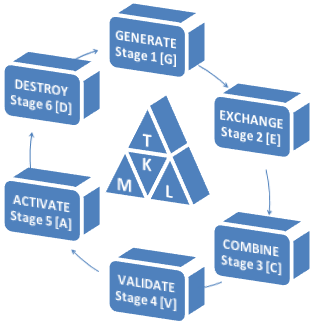 GENERATE
Stage 1 [G]
EXCHANGE
Stage 2 [E]
COMBINE
Stage 3 [C]
VALIDATE
Stage 4 [V]
ACTIVATE
Stage 5 [A]
DESTROY
Stage 6 [D]
T
K
M L